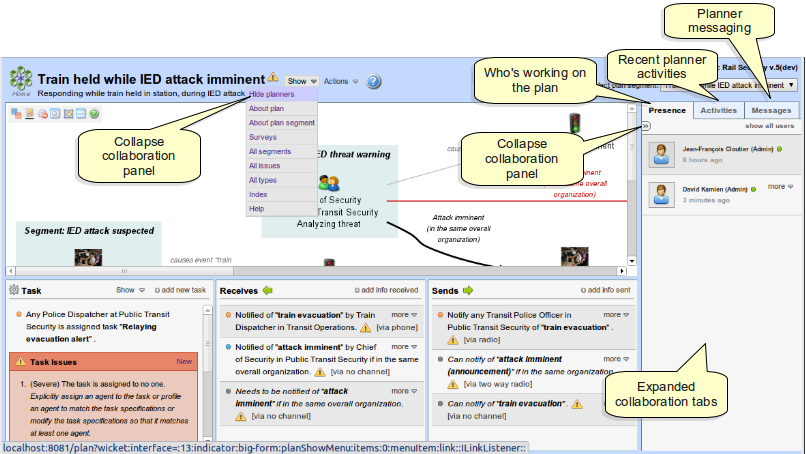 Planner
messaging
Recent planner
activities
Who's working on
the plan
Train held while IED attack imminent
Show
Actions
Rail Security v.5(dev)
Home
Responding while train held in station, during IED attack
plan segment:
IED attack imminent
Hide planners
About plan
About plan segment
Surveys
All segments
All issues
All types
Index
Help
Collapse
collaboration
panel
Collapse
collaboration
panel
Presence
Activities
Messages
show all users
Jean-François Cloutier (Admin)
8 hours ago
David Kamien (Admin)
more
3 minutes ago
ED threat warning
causes
of Security
Transit Security
Analyzing threat
same overall
organization)
Attack imminent
(in the same overall
organization)
Segment: IED attack suspected
causes event "train
Task
Show
add new task
Receives
add info received
Sends
add info sent
Any Police Dispatcher at Public Transit
Security is assigned task "Relaying
evacuation alert" .
Task Issues
New
1. (Severe) The task is assigned to no one.
Explicitly assign an agent to the task or profile
an agent to match the task specifications or
modify the task specifications so that it matches
at least one agent.
Notified of "train evacuation" by Train
Dispatcher in Transit Operations. [via phone]
more
Notified of "attack imminent" by Chief
of Security in Public Transit Security if in the same
overall organization. [via no channel]
more
Needs to be notified of "attack
imminent" if in the same overall organization.
[via no channel]
more
Notify any Transit Police Officer in
Public Transit Security of "train evacuation" .
[via radio]
more
Can notify of "attack imminent
(announcement)" if in the same organization.
[via two way radio]
more
Can notify of "train evacuation" .
[via no channel]
Expanded
collaboration tabs
localhost:8081/plan?wicket:interface=:13:indicator:big-form:planShowMenu:items:0:menuItem:link::ILinkListener::